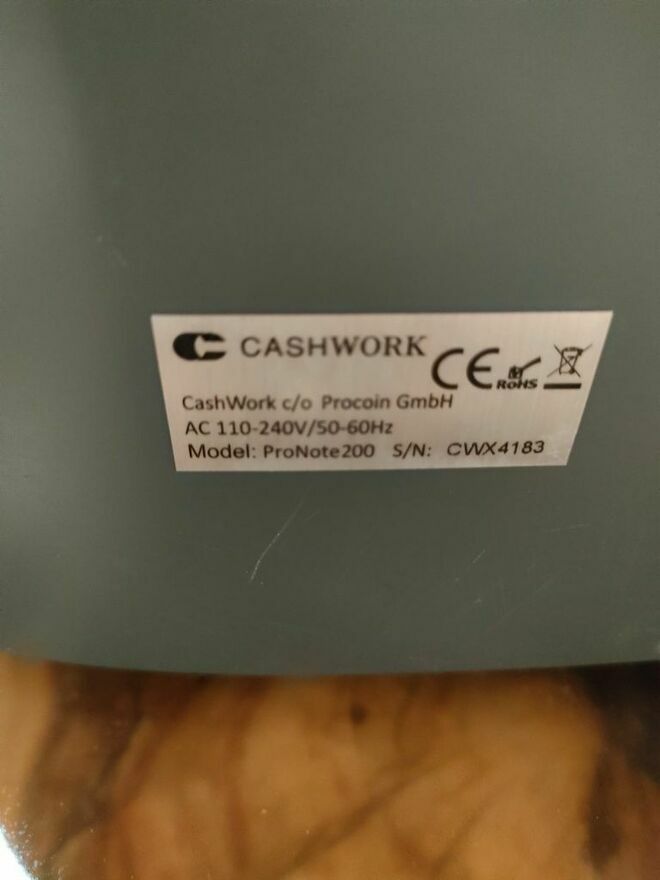 CASHWORK
CE RoHS
CashWork c/o Procoin GmbH
AC 110-240V/50-60Hz
Model: ProNote200 S/N: CWX4183